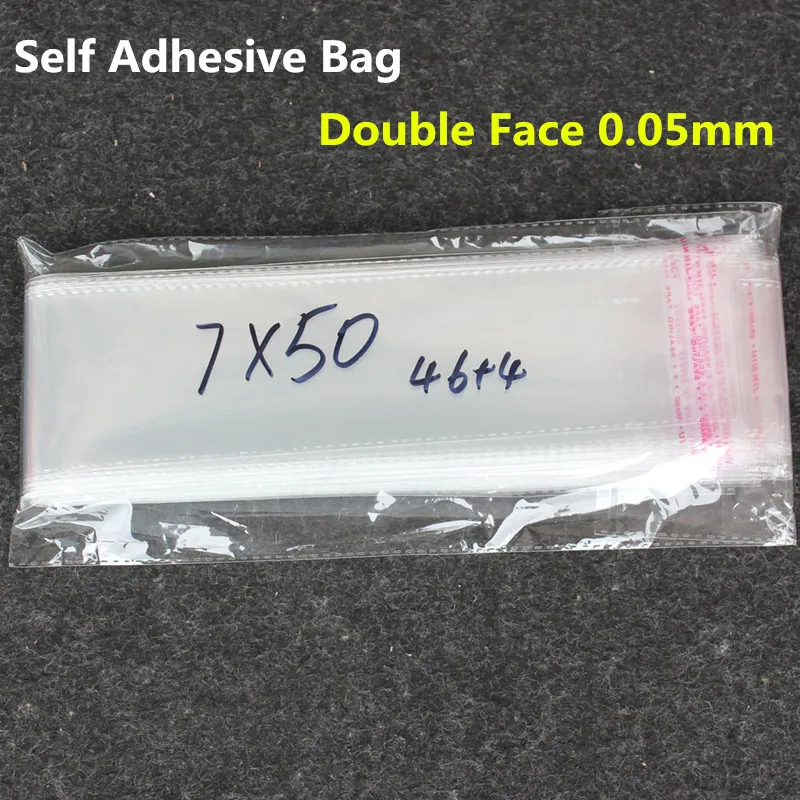 Self Adhesive Bag
Double Face 0.05mm
7X50
46+4